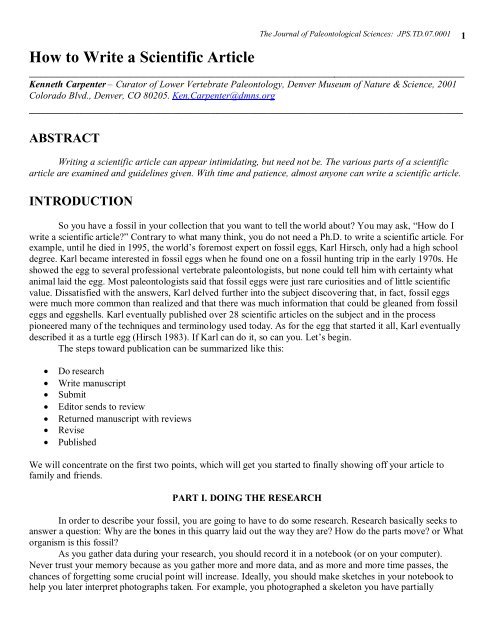 The Journal of Paleontological Sciences: JPS.TD.07.0001 1
How to Write a Scientific Article
Kenneth Carpenter – Curator of Lower Vertebrate Paleontology, Denver Museum of Nature & Science, 2001
Colorado Blvd., Denver, CO 80205. Ken.Carpenter@dmns.org
ABSTRACT
Writing a scientific article can appear intimidating, but need not be. The various parts of a scientific
article are examined and guidelines given. With time and patience, almost anyone can write a scientific article.
INTRODUCTION
So you have a fossil in your collection that you want to tell the world about? You may ask, “How do I
write a scientific article?” Contrary to what many think, you do not need a Ph.D. to write a scientific article. For
example, until he died in 1995, the world’s foremost expert on fossil eggs, Karl Hirsch, only had a high school
degree. Karl became interested in fossil eggs when he found one on a fossil hunting trip in the early 1970s. He
showed the egg to several professional vertebrate paleontologists, but none could tell him with certainty what
animal laid the egg. Most paleontologists said that fossil eggs were just rare curiosities and of little scientific
value. Dissatisfied with the answers, Karl delved further into the subject discovering that, in fact, fossil eggs
were much more common than realized and that there was much information that could be gleaned from fossil
eggs and eggshells. Karl eventually published over 28 scientific articles on the subject and in the process
pioneered many of the techniques and terminology used today. As for the egg that started it all, Karl eventually
described it as a turtle egg (Hirsch 1983). If Karl can do it, so can you. Let’s begin.
The steps toward publication can be summarized like this:
• Do research
• Write manuscript
• Submit
• Editor sends to review
• Returned manuscript with reviews
• Revise
• Published
We will concentrate on the first two points, which will get you started to finally showing off your article to
family and friends.
PART I. DOING THE RESEARCH
In order to describe your fossil, you are going to have to do some research. Research basically seeks to
answer a question: Why are the bones in this quarry laid out the way they are? How do the parts move? or What
organism is this fossil?
As you gather data during your research, you should record it in a notebook (or on your computer).
Never trust your memory because as you gather more and more data, and as more and more time passes, the
chances of forgetting some crucial point will increase. Ideally, you should make sketches in your notebook to
help you later interpret photographs taken. For example, you photographed a skeleton you have partially